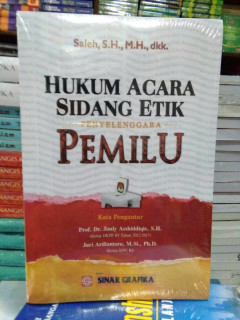 Saleh, S.H., M.H., dkk.
HUKUM ACARA
SIDANG ETIK
PENYELENGGARA
PEMILU
Kata Pengantar
Prof. Dr. Jimly Asshiddiqie, S.H.
Juri Ardiantoro, M.Si., Ph.D.
SINAR GRAFIKA